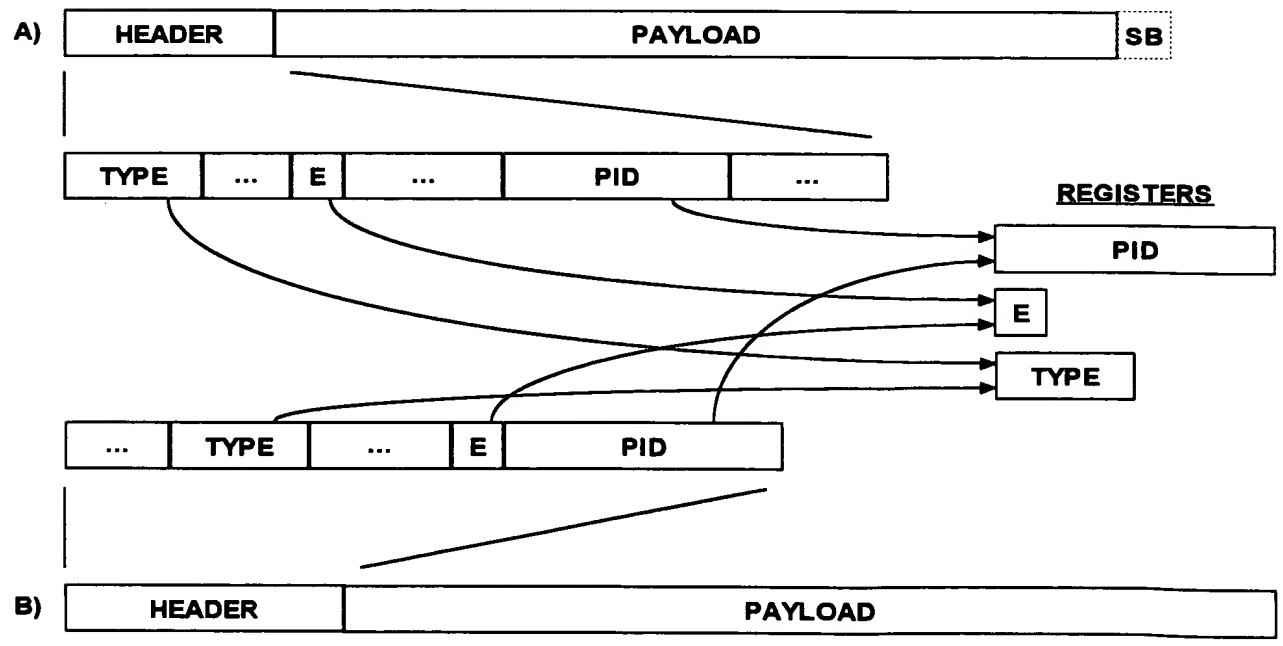 A) HEADER PAYLOAD SB
TYPE ... E ... PID ...
REGISTERS
PID
E
TYPE
... TYPE ... E PID
B) HEADER PAYLOAD